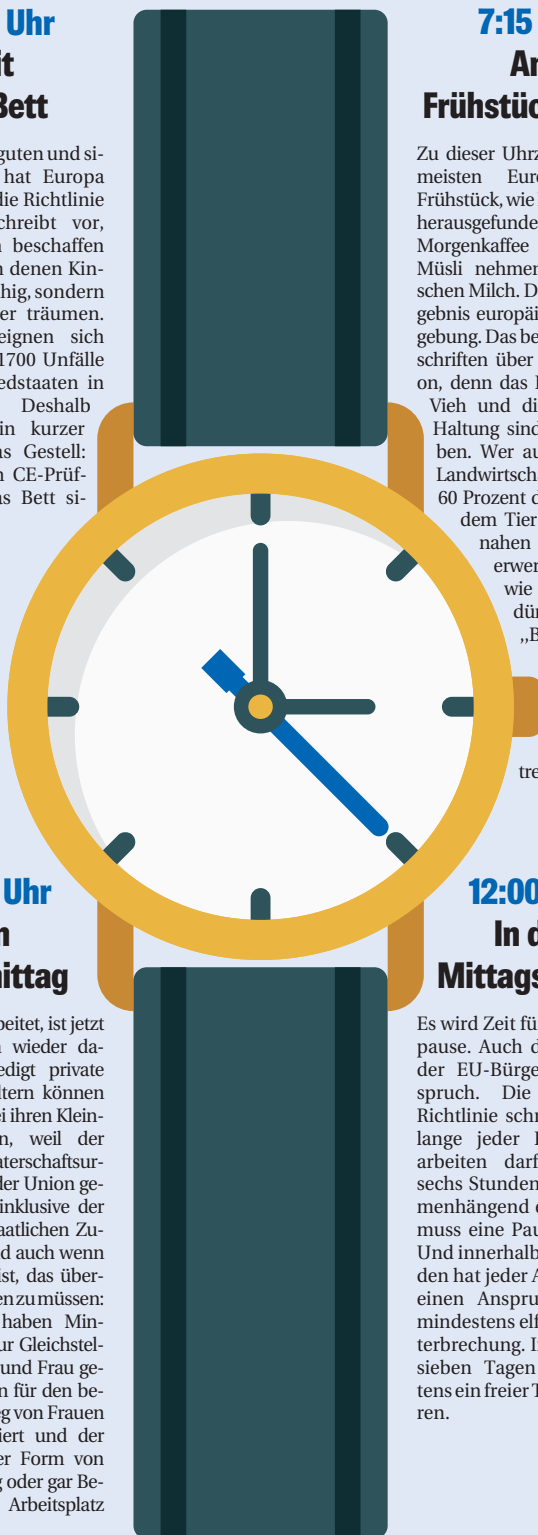 Uhr
it
Bett
guten und si-
hat Europa
die Richtlinie
chreibt vor,
n beschaffen
n denen Kin-
hig, sondern
er träumen.
eignen sich
1700 Unfälle
edstaaten in
Deshalb
in kurzer
as Gestell:
n CE-Prüf-
as Bett si-
7:15
An
Frühstüc
Zu dieser Uhrz
meisten Euro
Frühstück, wie
herausgefunde
Morgenkaffee
Müsli nehmen
schen Milch. D
gebnis europäi
gebung. Das be
schriften über
on, denn das
Vieh und di
Haltung sind
ben. Wer au
Landwirtscha
60 Prozent d
dem Tier
nahen
erwer
wie
dür
„B
tre
Uhr
n
ittag
beitet, ist jetzt
n wieder da-
edigt private
ltern können
ei ihren Klein-
n, weil der
aterschaftsur-
der Union ge-
inklusive der
aatlichen Zu-
d auch wenn
ist, das über-
en zu müssen:
haben Min-
ur Gleichstel-
und Frau ge-
n für den be-
eg von Frauen
iert und der
er Form von
g oder gar Be-
Arbeitsplatz
12:00
In d
Mittags
Es wird Zeit fü
pause. Auch d
der EU-Bürge
spruch. Die
Richtlinie schr
lange jeder
arbeiten darf
sechs Stunden
menhängend
muss eine Pau
Und innerhalb
den hat jeder A
einen Anspru
mindestens elf
terbrechung. I
sieben Tagen
tens ein freier T
ren.